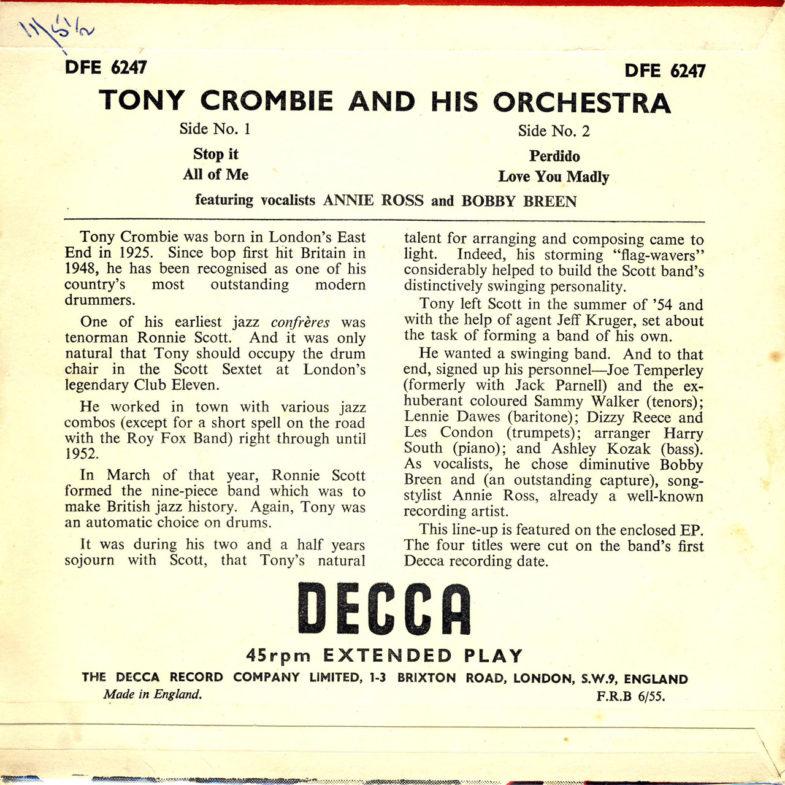 11/5½
DFE 6247
DFE 6247
TONY CROMBIE AND HIS ORCHESTRA
Side No. 1
Stop it
All of Me
Side No. 2
Perdido
Love You Madly
featuring vocalists ANNIE ROSS and BOBBY BREEN
Tony Crombie was born in London's East
End in 1925. Since bop first hit Britain in
1948, he has been recognised as one of his
country's most outstanding modern
drummers.
One of his earliest jazz confrères was
tenorman Ronnie Scott. And it was only
natural that Tony should occupy the drum
chair in the Scott Sextet at London's
legendary Club Eleven.
He worked in town with various jazz
combos (except for a short spell on the road
with the Roy Fox Band) right through until
1952.
In March of that year, Ronnie Scott
formed the nine-piece band which was to
make British jazz history. Again, Tony was
an automatic choice on drums.
It was during his two and a half years
sojourn with Scott, that Tony's natural
talent for arranging and composing came to
light. Indeed, his storming "flag-wavers"
considerably helped to build the Scott band's
distinctively swinging personality.
Tony left Scott in the summer of '54 and
with the help of agent Jeff Kruger, set about
the task of forming a band of his own.
He wanted a swinging band. And to that
end, signed up his personnel—Joe Temperley
(formerly with Jack Parnell) and the ex-
huberant coloured Sammy Walker (tenors);
Lennie Dawes (baritone); Dizzy Reece and
Les Condon (trumpets); arranger Harry
South (piano); and Ashley Kozak (bass).
As vocalists, he chose diminutive Bobby
Breen and (an outstanding capture), song-
stylist Annie Ross, already a well-known
recording artist.
This line-up is featured on the enclosed EP.
The four titles were cut on the band's first
Decca recording date.
DECCA
45rpm EXTENDED PLAY
THE DECCA RECORD COMPANY LIMITED, 1-3 BRIXTON ROAD, LONDON, S.W.9, ENGLAND
Made in England.
F.R.B 6/55.